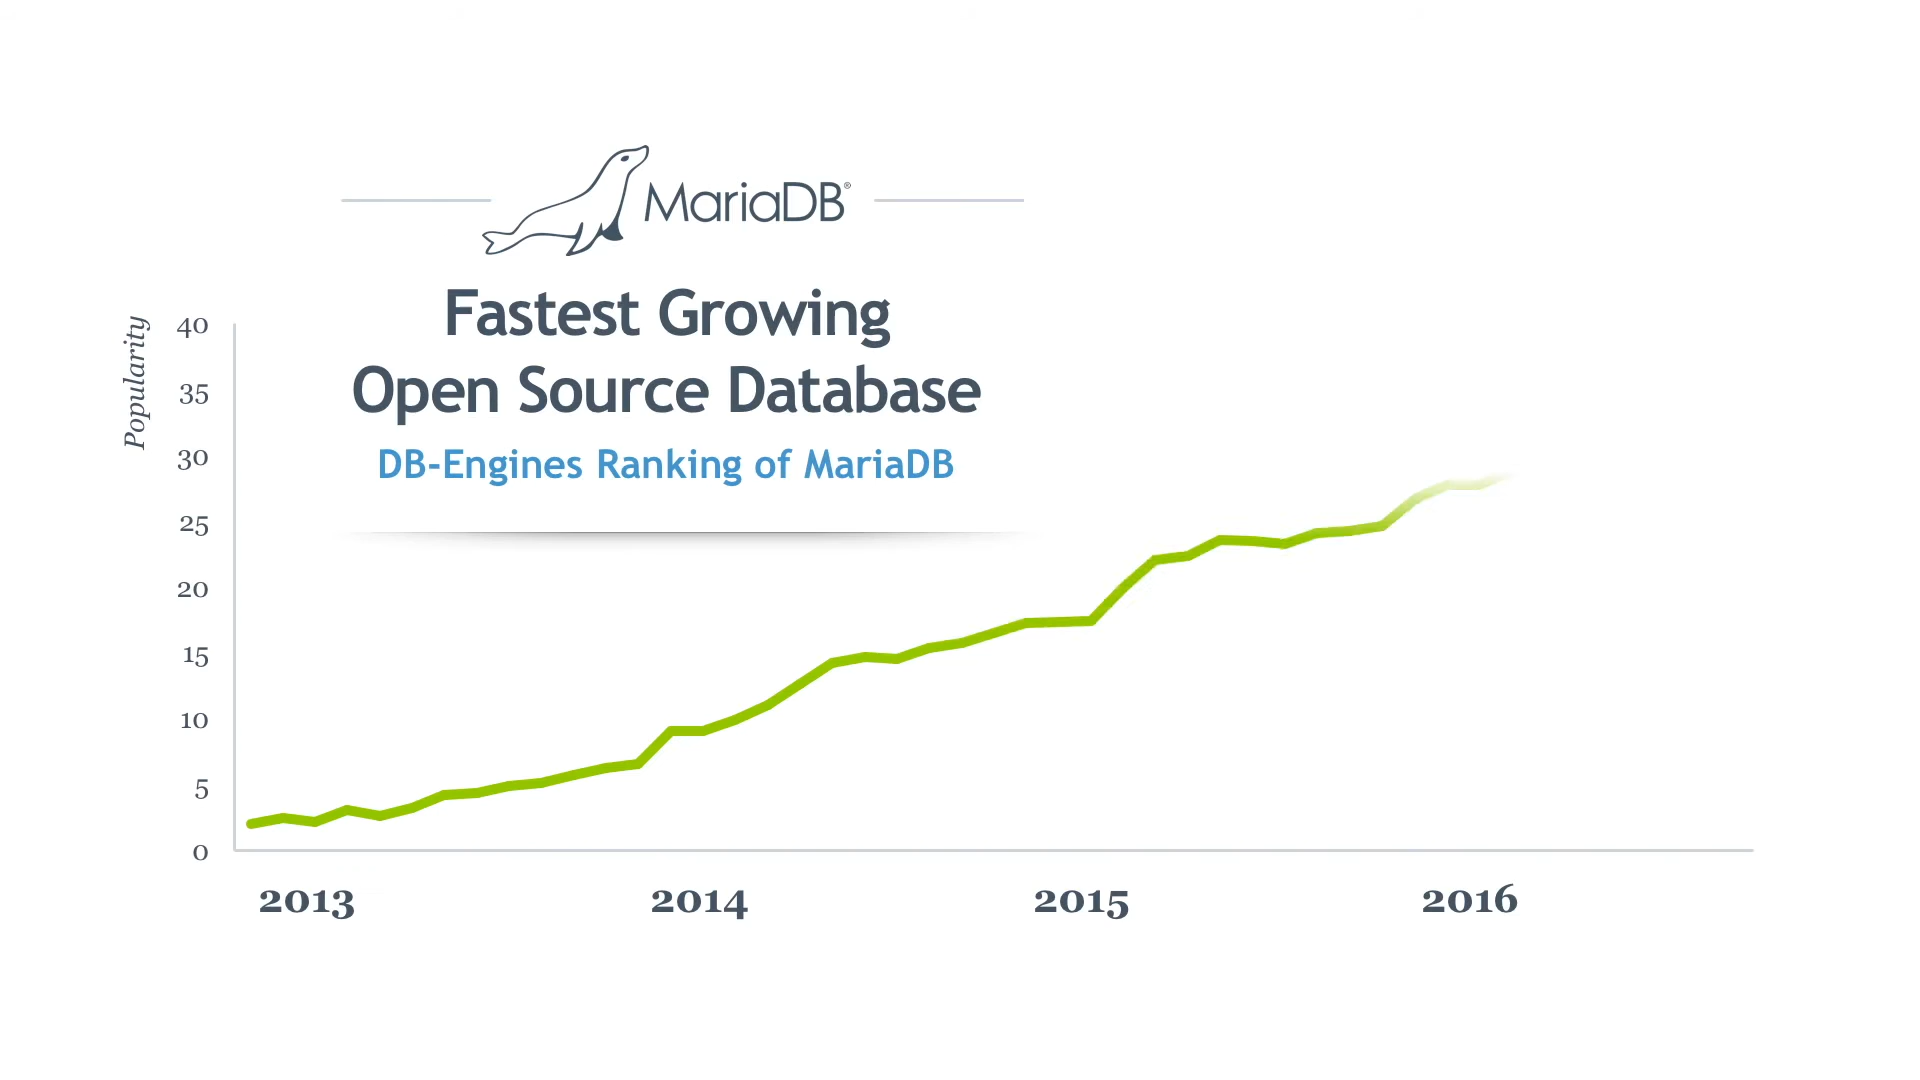 MariaDB®
Fastest Growing
Open Source Database
DB-Engines Ranking of MariaDB
Popularity
40
35
30
25
20
15
10
5
0
2013 2014 2015 2016